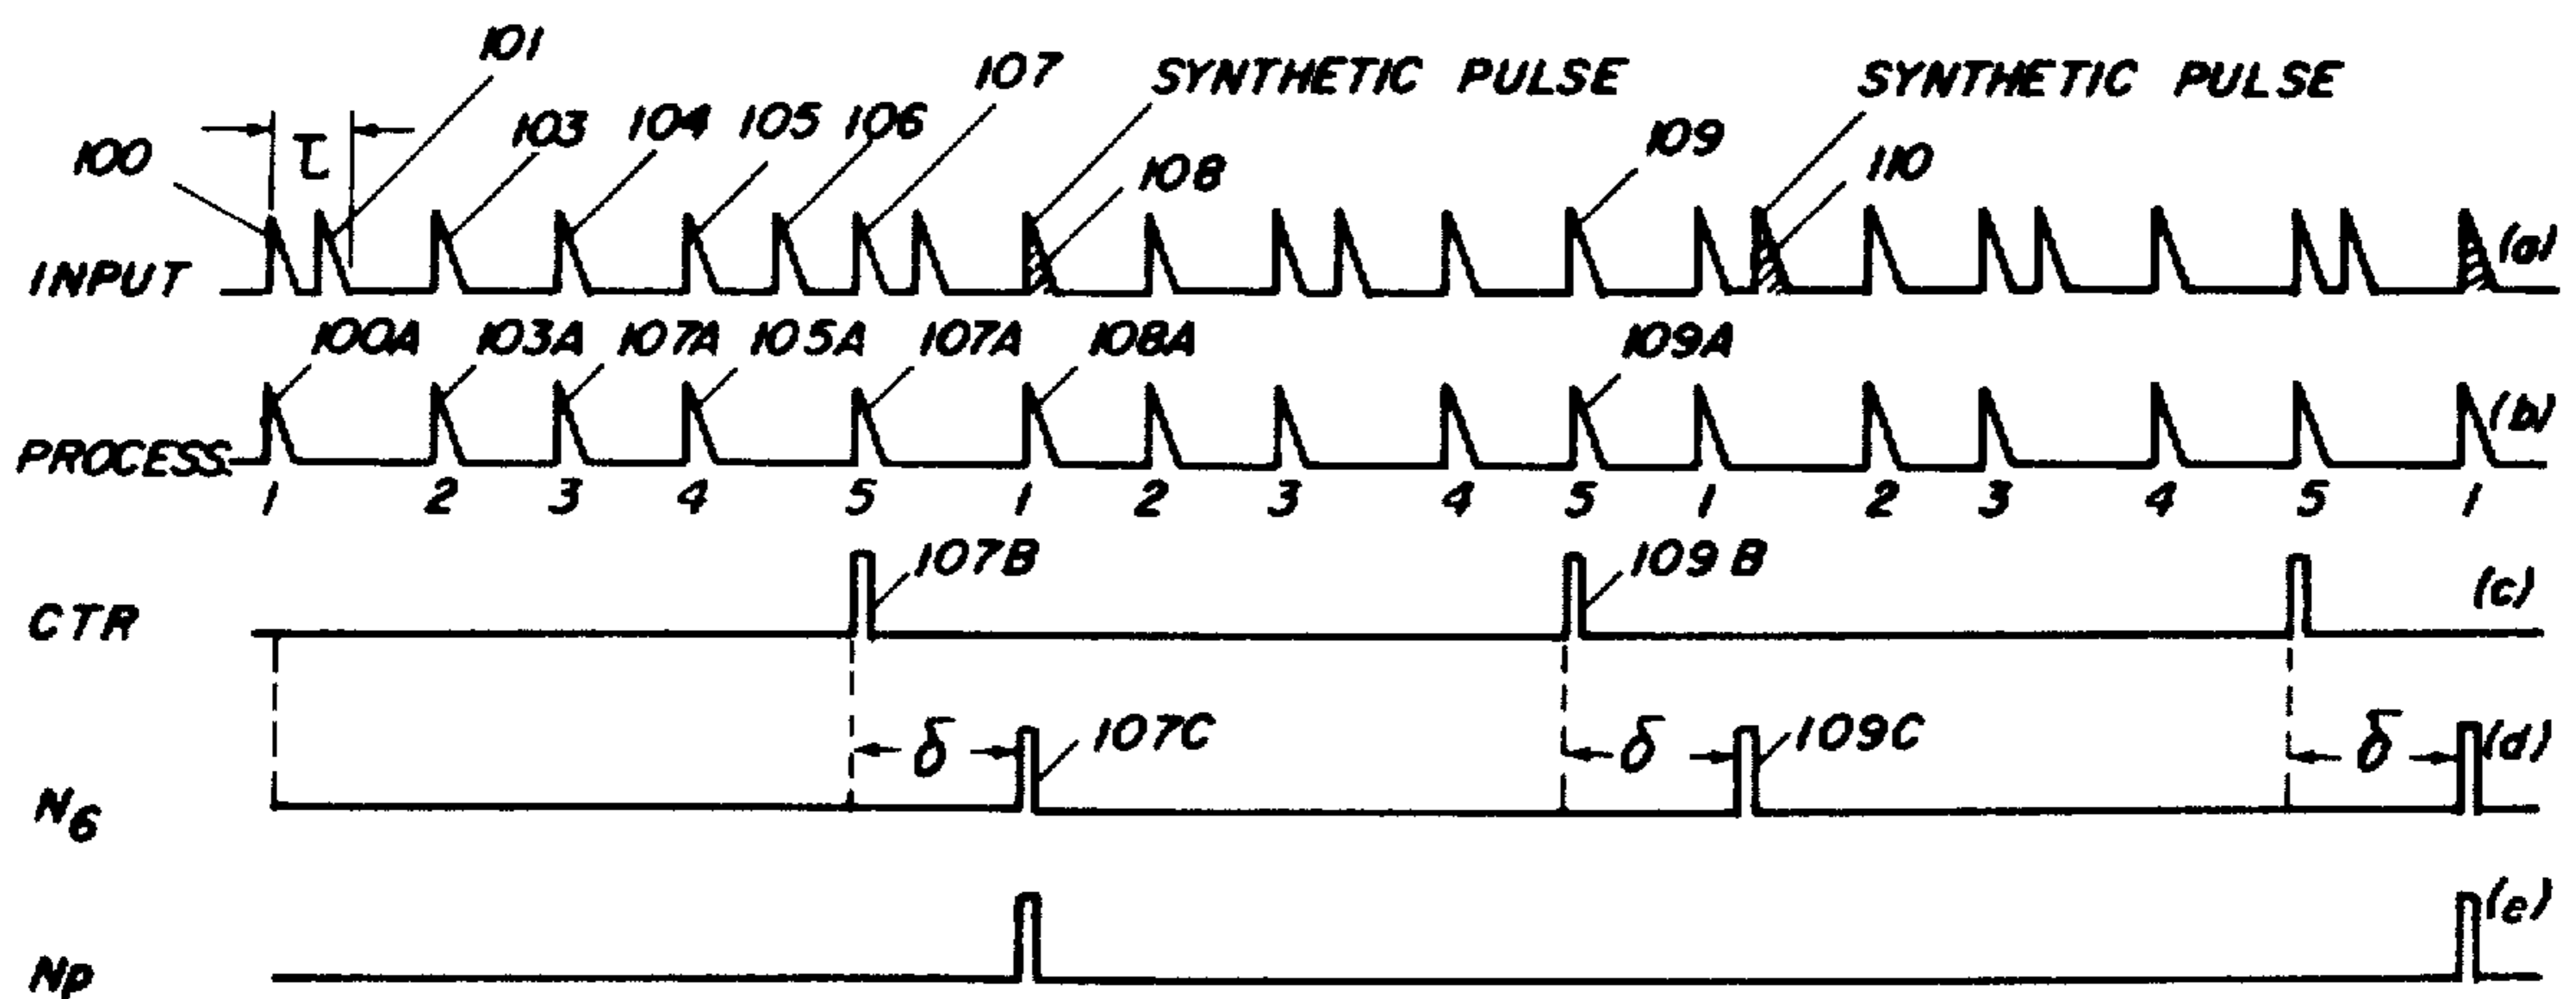 101
107
SYNTHETIC PULSE
SYNTHETIC PULSE
100
τ
103
104
105
106
108
109
110
INPUT
(a)
100A
103A
107A
105A
107A
108A
109A
PROCESS
(b)
1 2 3 4 5 1 2 3 4 5 1 2 3 4 5 1
CTR
107B
109B
(c)
δ
107C
δ
109C
δ
(d)
N6
(e)
Np